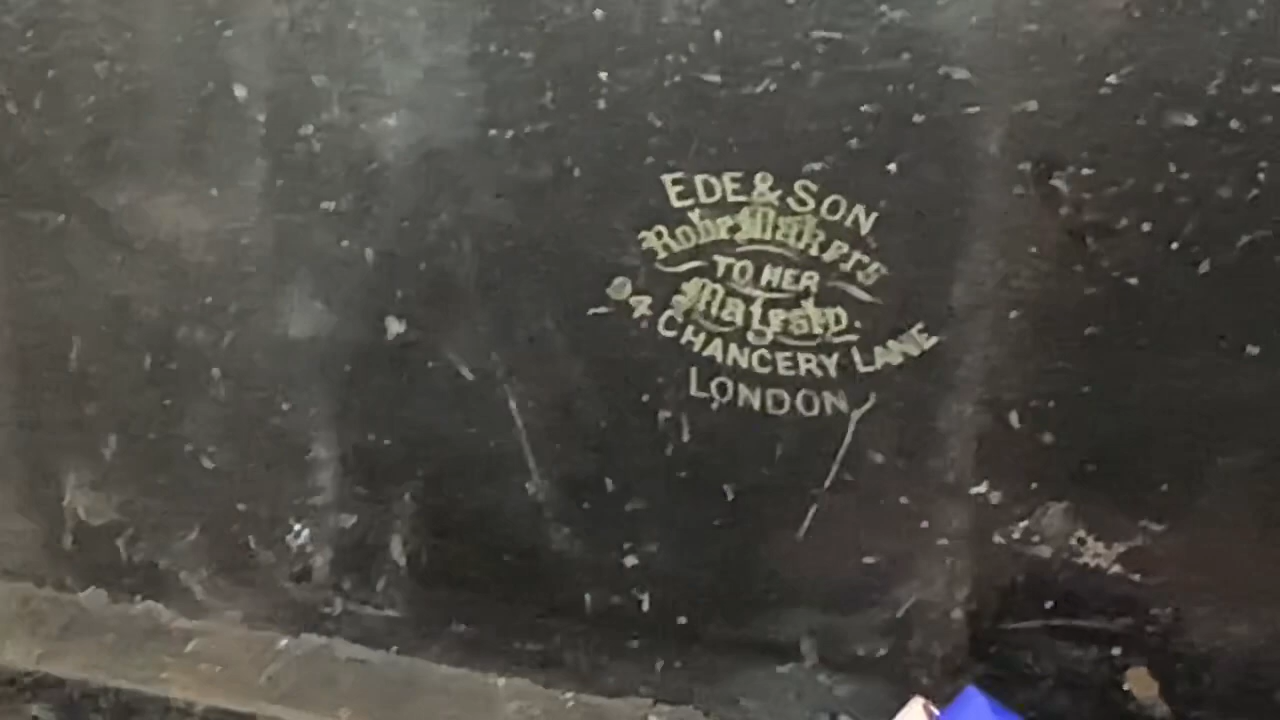 EDE & SON
Robe Makers
TO HER
Majesty.
94 CHANCERY LANE
LONDON